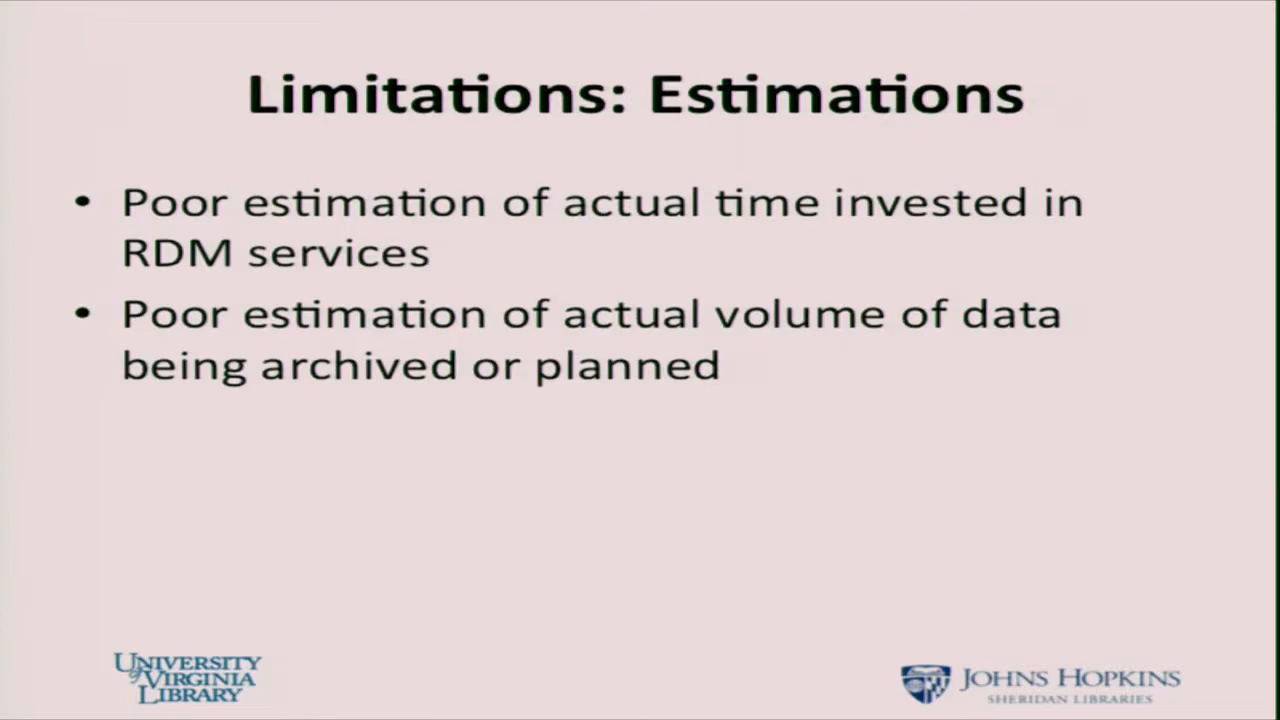 Limitations: Estimations
• Poor estimation of actual time invested in
RDM services
• Poor estimation of actual volume of data
being archived or planned
UNIVERSITY
of VIRGINIA
LIBRARY
JOHNS HOPKINS
SHERIDAN LIBRARIES